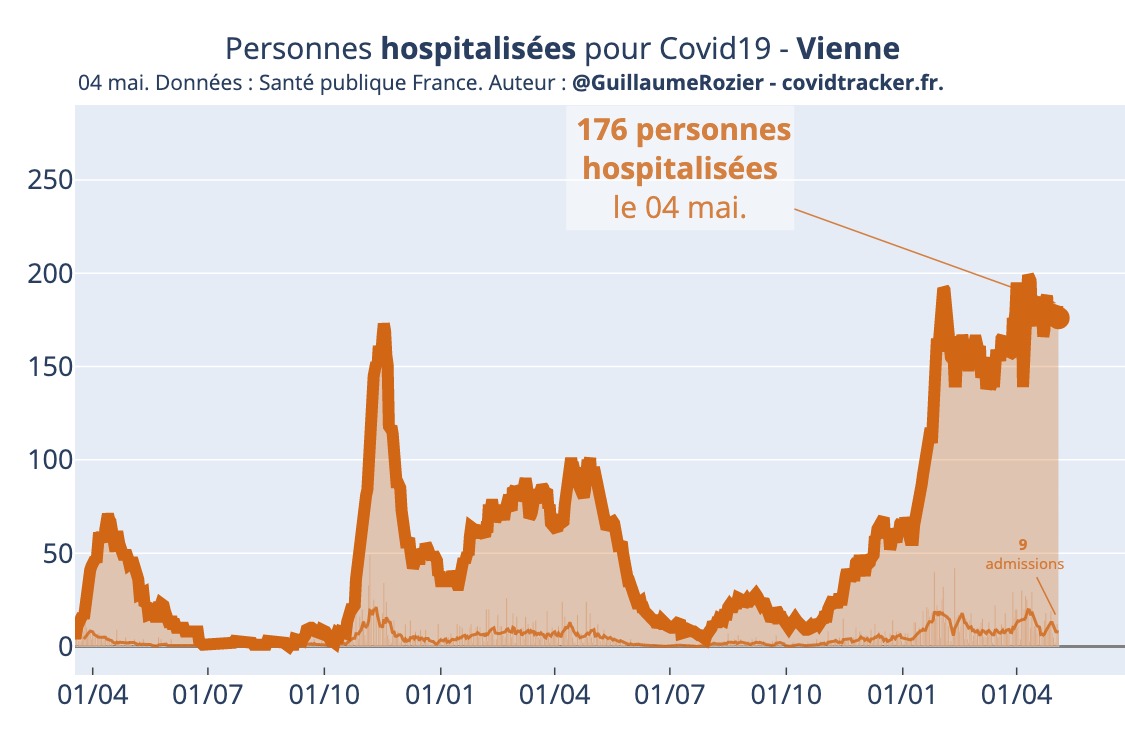 Personnes hospitalisées pour Covid19 - Vienne
04 mai. Données : Santé publique France. Auteur : @GuillaumeRozier - covidtracker.fr.
176 personnes
hospitalisées
le 04 mai.
250
200
150
100
50
0
9
admissions
01/04 01/07 01/10 01/01 01/04 01/07 01/10 01/01 01/04